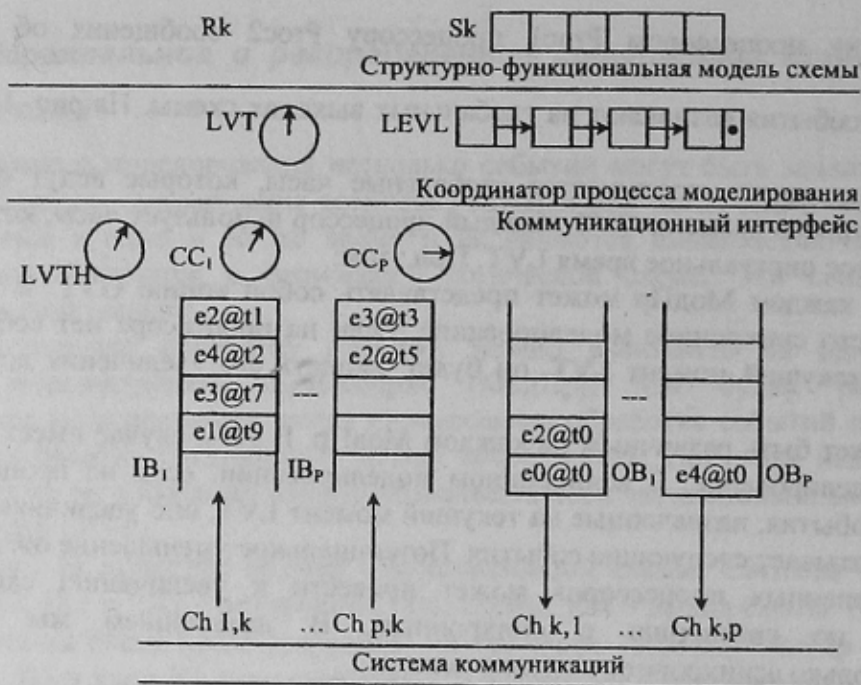 Rk Sk
Структурно-функциональная модель схемы
LVT LEVL
Координатор процесса моделирования
Коммуникационный интерфейс
LVTH CC1 CCP
e2@t1 e3@t3
e4@t2 e2@t5
e3@t7 --- ---
e1@t9 e2@t0
IB1 IBP e0@t0 OB1 e4@t0 OBP
Ch 1,k ... Ch p,k Ch k,1 ... Ch k,p
Система коммуникаций